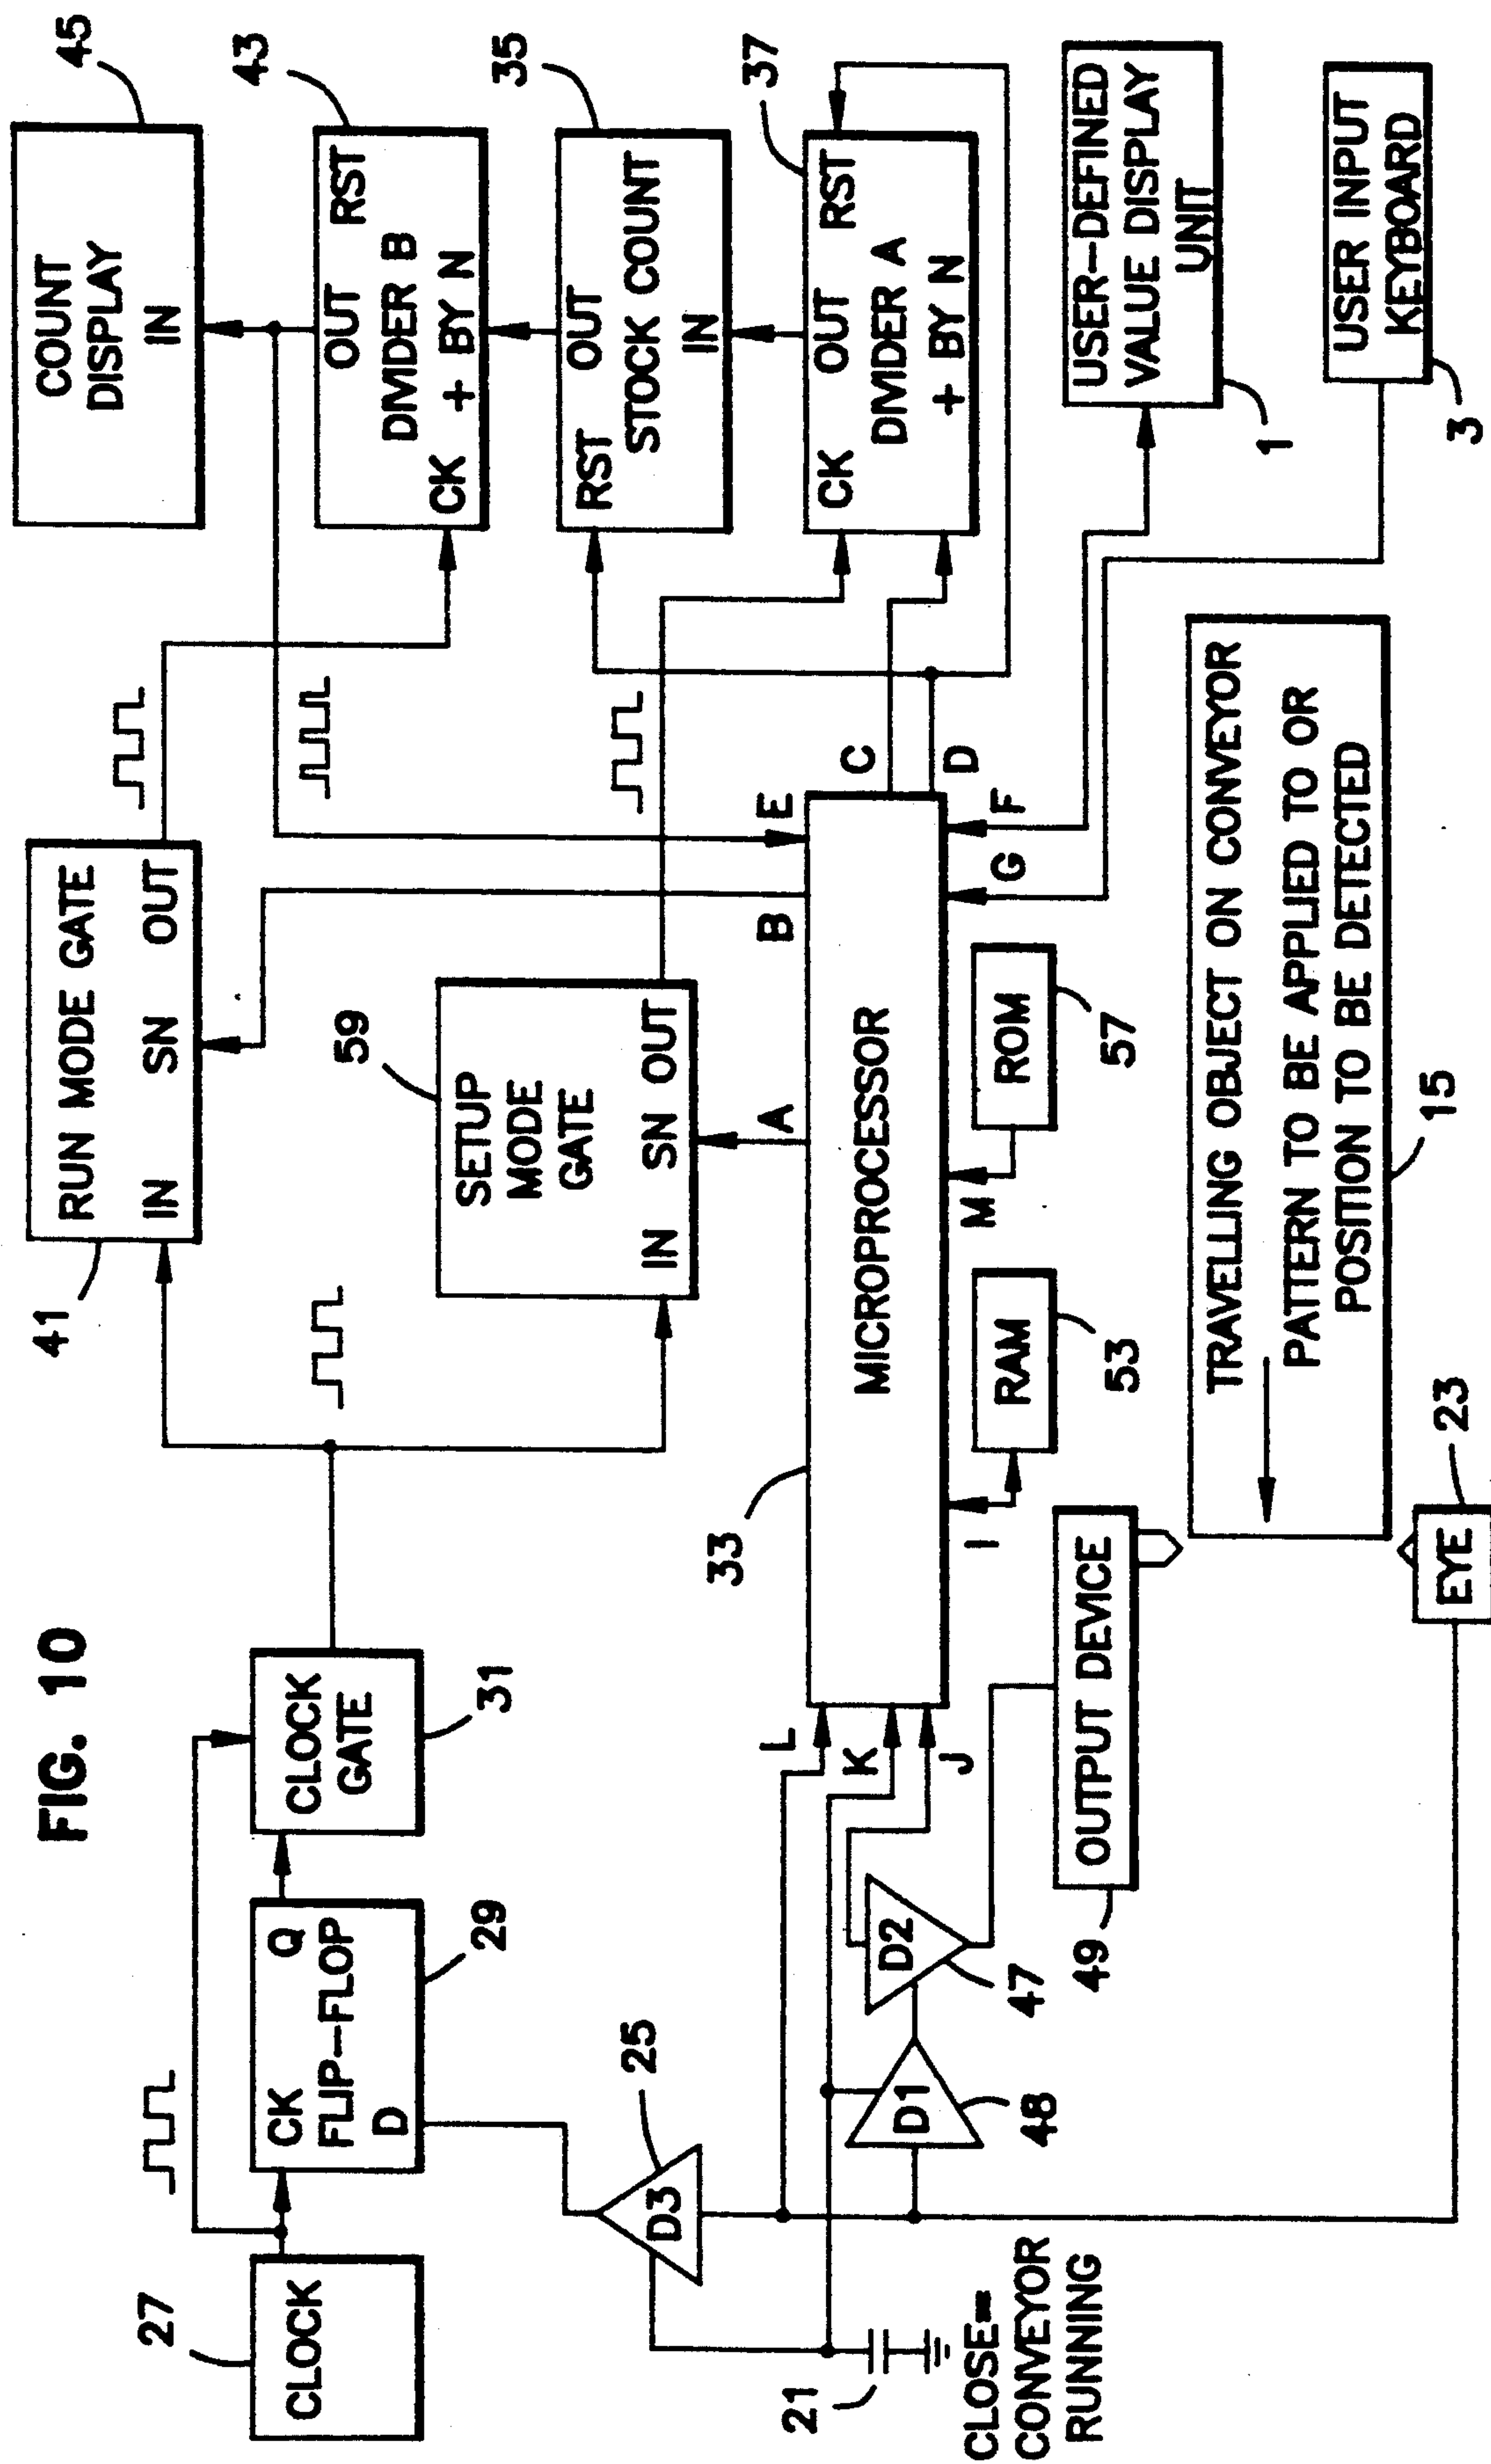 FIG. 10
27
CLOCK
CK Q
FLIP-FLOP
D
29
CLOCK
GATE
31
41
RUN MODE GATE
IN SN OUT
COUNT
DISPLAY
IN
45
OUT RST
DIVIDER B
CK + BY N
43
59
SETUP
MODE
GATE
IN SN OUT
RST OUT
STOCK COUNT
IN
35
CK OUT RST
DIVIDER A
+ BY N
37
25
D3
33
MICROPROCESSOR
A
B
E
C
D
F
G
M
I
J
K
L
USER-DEFINED
VALUE DISPLAY
UNIT
1
USER INPUT
KEYBOARD
3
RAM
53
ROM
57
D1
48
D2
47
21
CLOSE=
CONVEYOR
RUNNING
OUTPUT DEVICE
49
TRAVELLING OBJECT ON CONVEYOR
PATTERN TO BE APPLIED TO OR
POSITION TO BE DETECTED
15
EYE
23